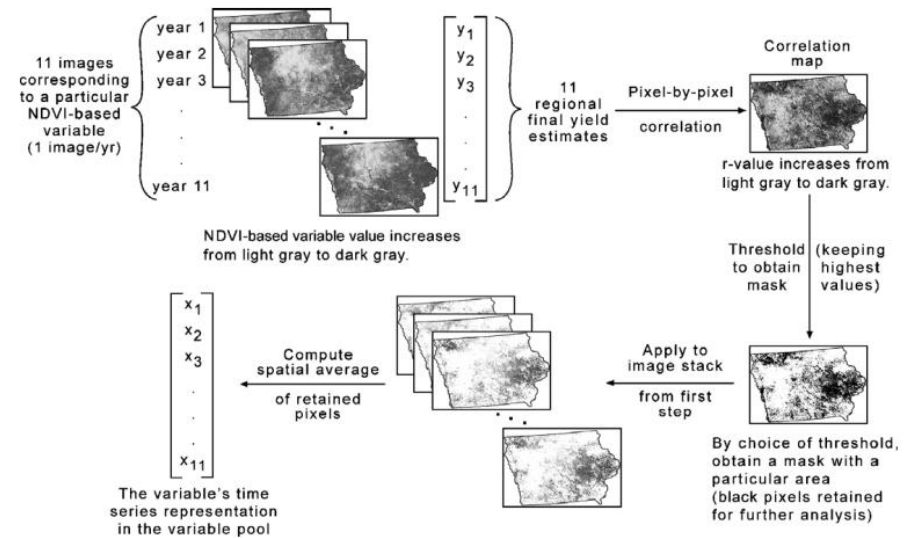 11 images
corresponding
to a particular
NDVI-based
variable
(1 image/yr)
year 1
year 2
year 3
.
.
.
year 11
NDVI-based variable value increases
from light gray to dark gray.
y1
y2
y3
.
.
.
y11
11
regional
final yield
estimates
Pixel-by-pixel
correlation
Correlation
map
r-value increases from
light gray to dark gray.
Threshold
to obtain
mask
(keeping
highest
values)
By choice of threshold,
obtain a mask with a
particular area
(black pixels retained
for further analysis)
Apply to
image stack
from first
step
Compute
spatial average
of retained
pixels
x1
x2
x3
.
.
.
x11
The variable's time
series representation
in the variable pool